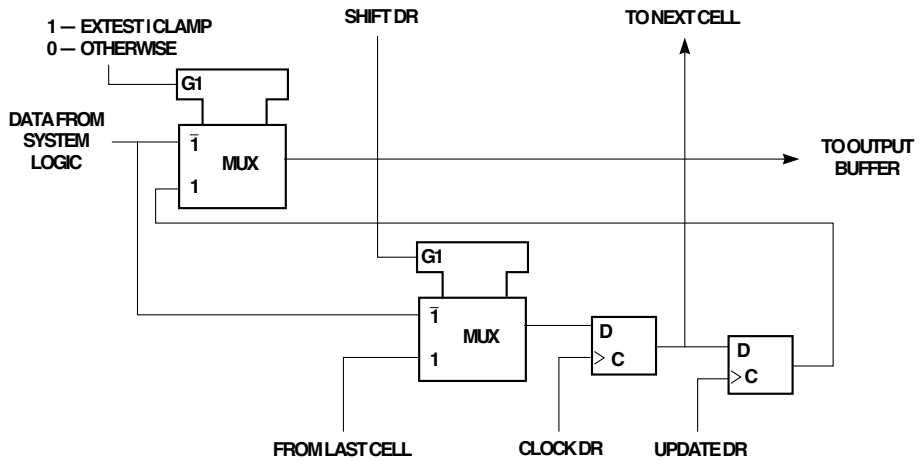 1 — EXTEST | CLAMP
0 — OTHERWISE
SHIFT DR
TO NEXT CELL
G1
DATA FROM
SYSTEM
LOGIC
1̅
MUX
1
TO OUTPUT
BUFFER
G1
1̅
MUX
1
D
C
D
C
FROM LAST CELL
CLOCK DR
UPDATE DR